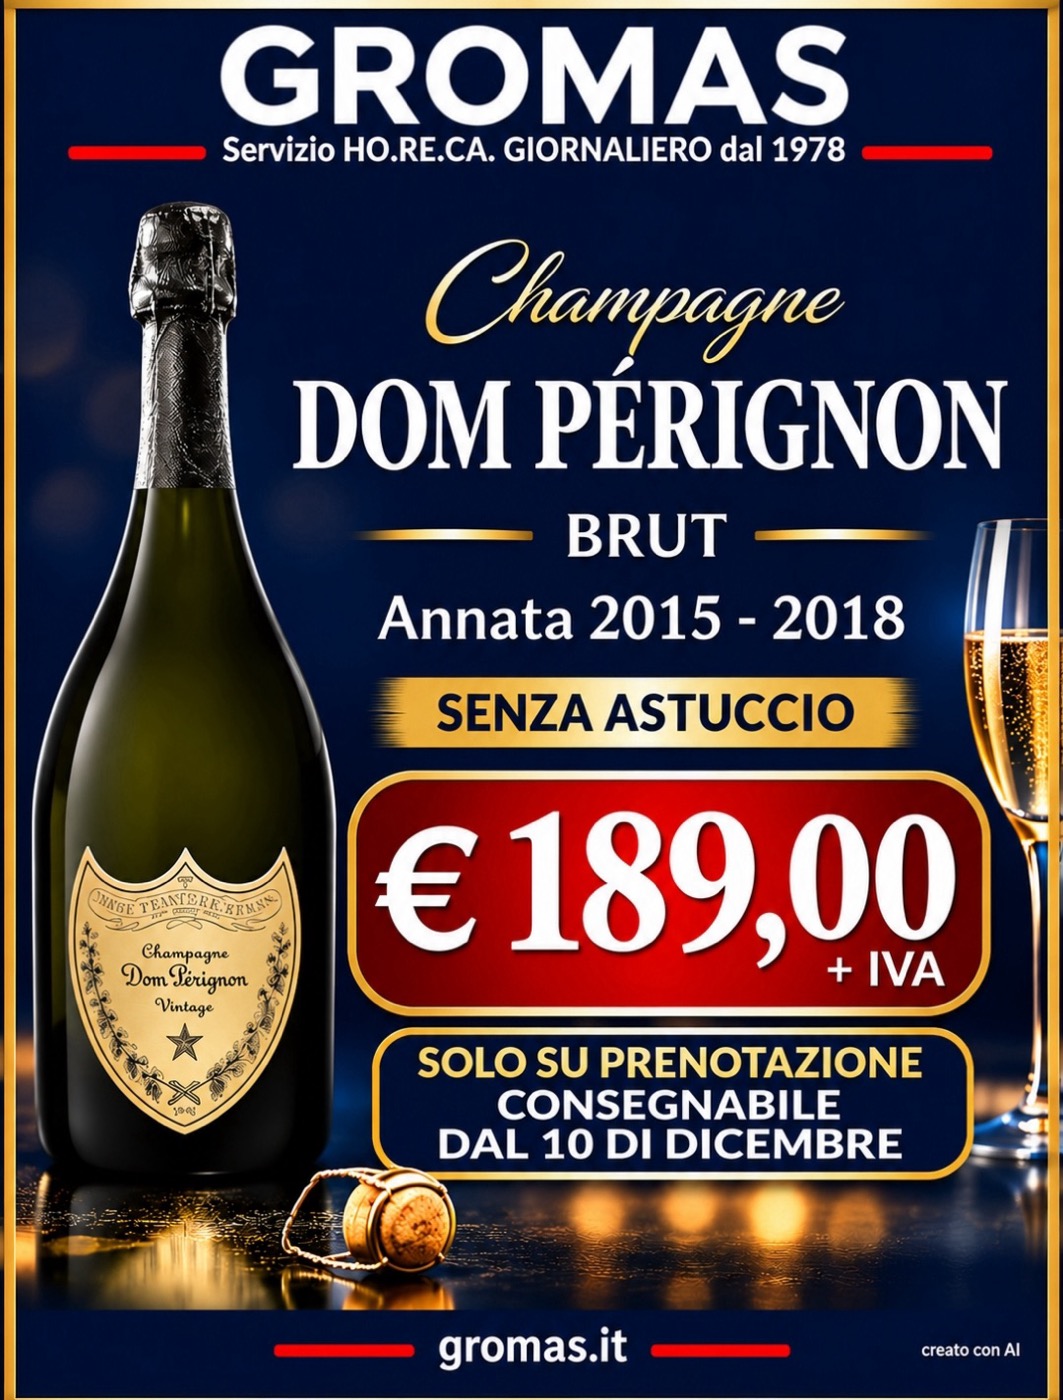 GROMAS
Servizio HO.RE.CA. GIORNALIERO dal 1978
Champagne
DOM PÉRIGNON
BRUT
Annata 2015 - 2018
SENZA ASTUCCIO
€ 189,00
+ IVA
SOLO SU PRENOTAZIONE
CONSEGNABILE
DAL 10 DI DICEMBRE
Champagne
Dom Pérignon
Vintage
gromas.it
creato con AI